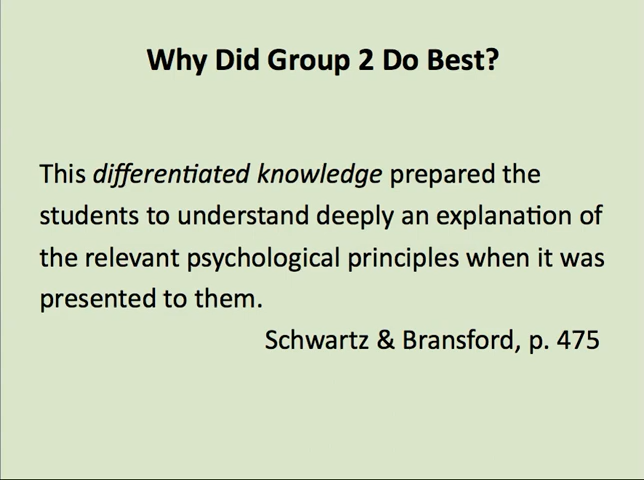 Why Did Group 2 Do Best?
This differentiated knowledge prepared the
students to understand deeply an explanation of
the relevant psychological principles when it was
presented to them.
Schwartz & Bransford, p. 475